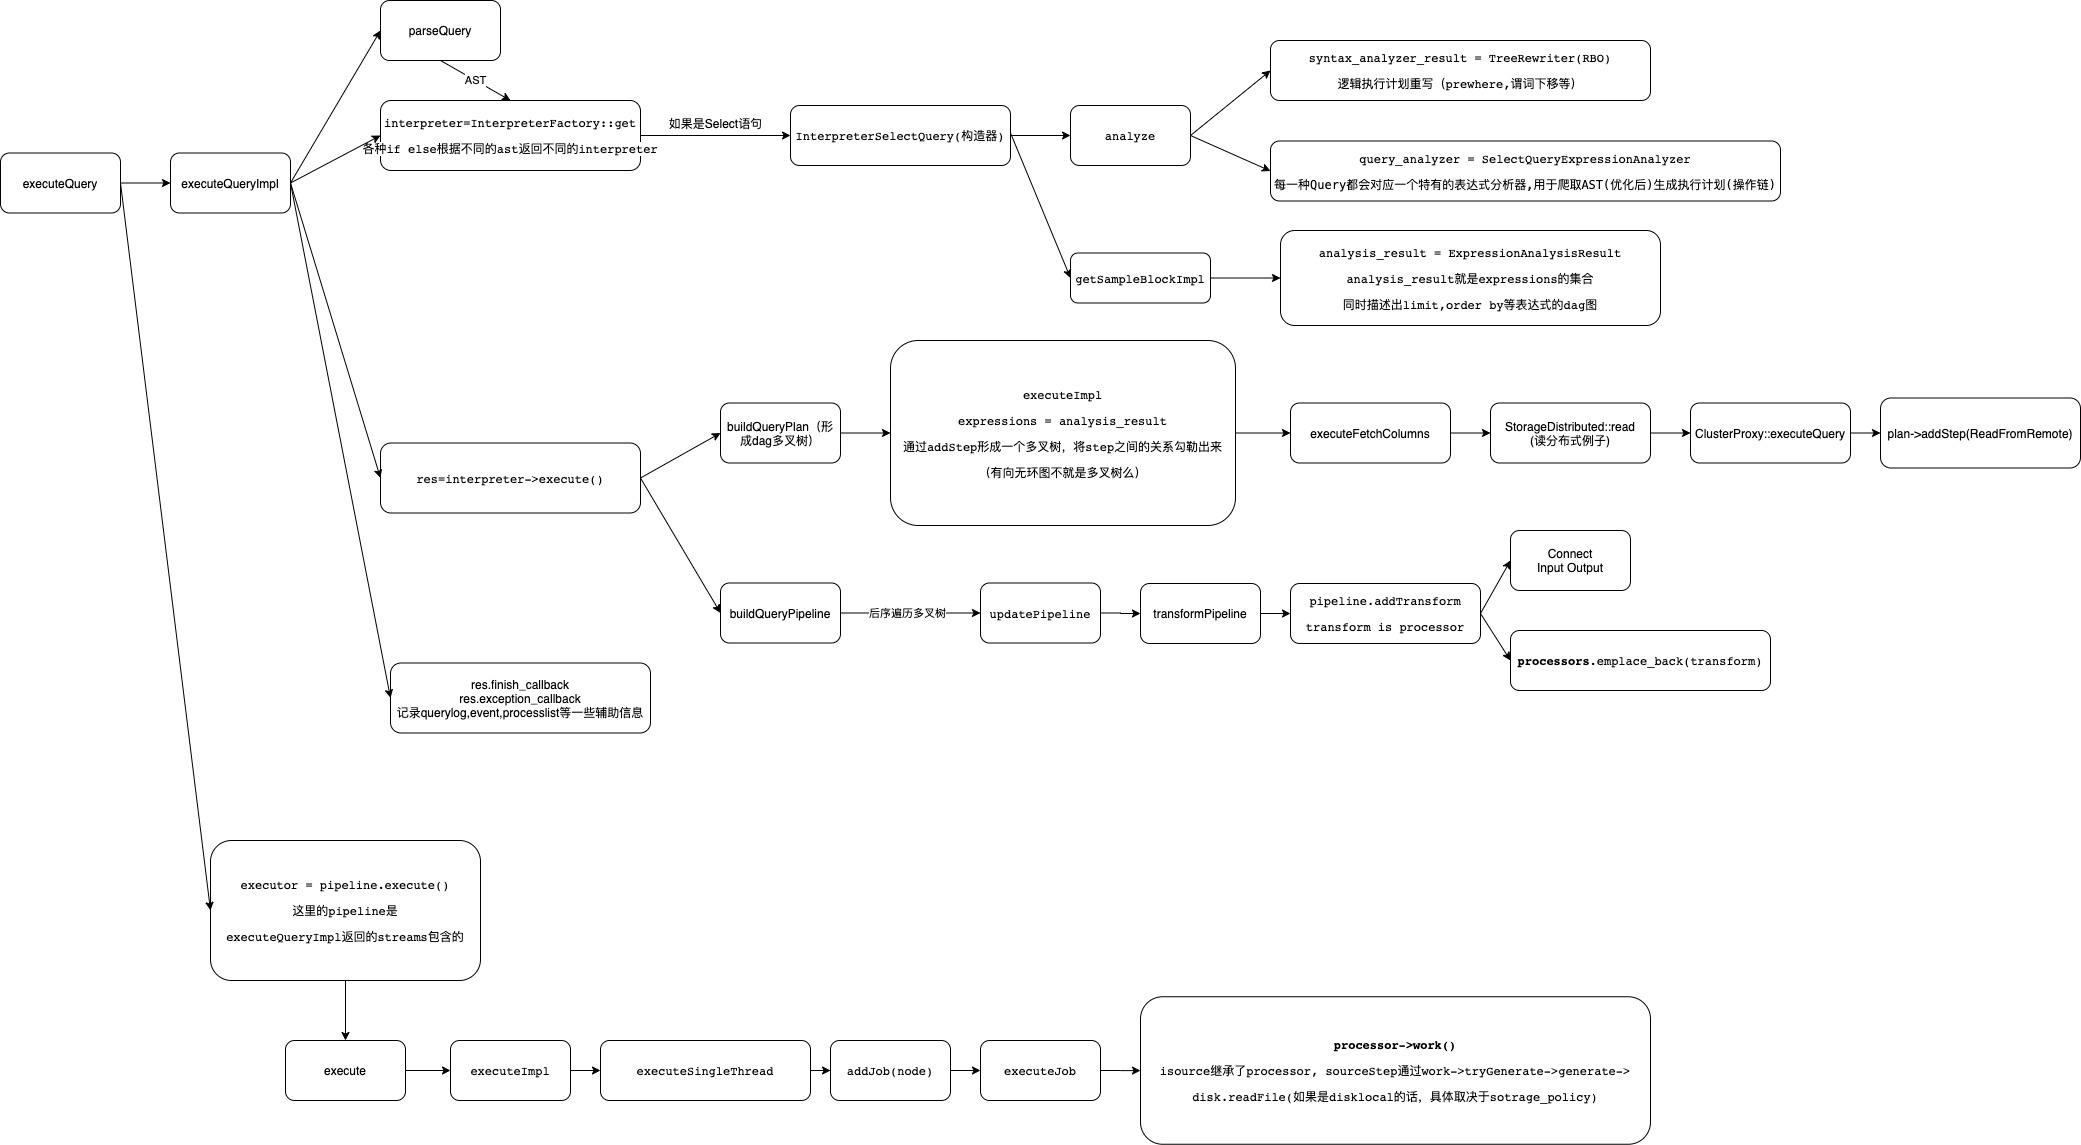 parseQuery
AST
interpreter=InterpreterFactory::get
各种if else根据不同的ast返回不同的interpreter
如果是Select语句
InterpreterSelectQuery(构造器)
analyze
syntax_analyzer_result = TreeRewriter(RBO)
逻辑执行计划重写（prewhere,谓词下移等）
query_analyzer = SelectQueryExpressionAnalyzer
每一种Query都会对应一个特有的表达式分析器,用于爬取AST(优化后)生成执行计划(操作链)
executeQuery
executeQueryImpl
getSampleBlockImpl
analysis_result = ExpressionAnalysisResult
analysis_result就是expressions的集合
同时描述出limit,order by等表达式的dag图
res=interpreter->execute()
buildQueryPlan（形
成dag多叉树）
executeImpl
expressions = analysis_result
通过addStep形成一个多叉树，将step之间的关系勾勒出来
（有向无环图不就是多叉树么）
executeFetchColumns
StorageDistributed::read
(读分布式例子)
ClusterProxy::executeQuery
plan->addStep(ReadFromRemote)
buildQueryPipeline
后序遍历多叉树
updatePipeline
transformPipeline
pipeline.addTransform
transform is processor
Connect
Input Output
processors.emplace_back(transform)
res.finish_callback
res.exception_callback
记录querylog,event,processlist等一些辅助信息
executor = pipeline.execute()
这里的pipeline是
executeQueryImpl返回的streams包含的
execute
executeImpl
executeSingleThread
addJob(node)
executeJob
processor->work()
isource继承了processor, sourceStep通过work->tryGenerate->generate->
disk.readFile(如果是disklocal的话，具体取决于sotrage_policy)